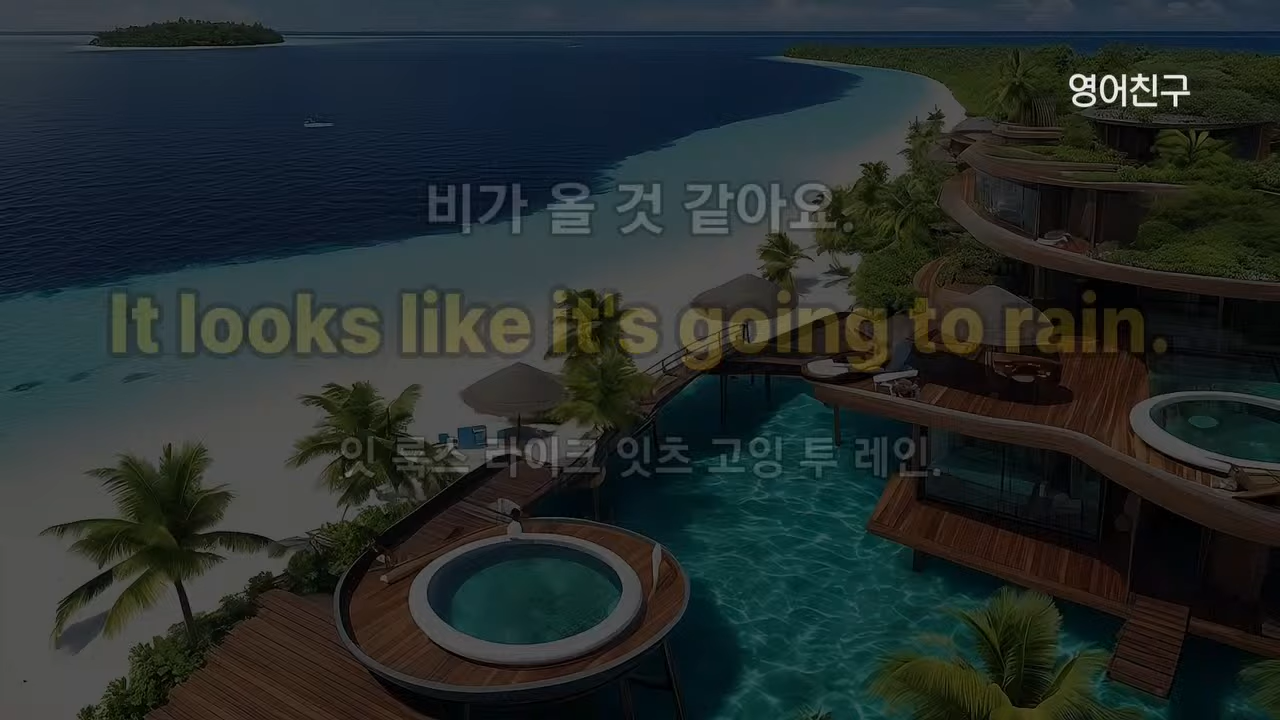 영어친구
비가 올 것 같아요.
It looks like it's going to rain.
잇 룩스 라이크 잇츠 고잉 투 레인.